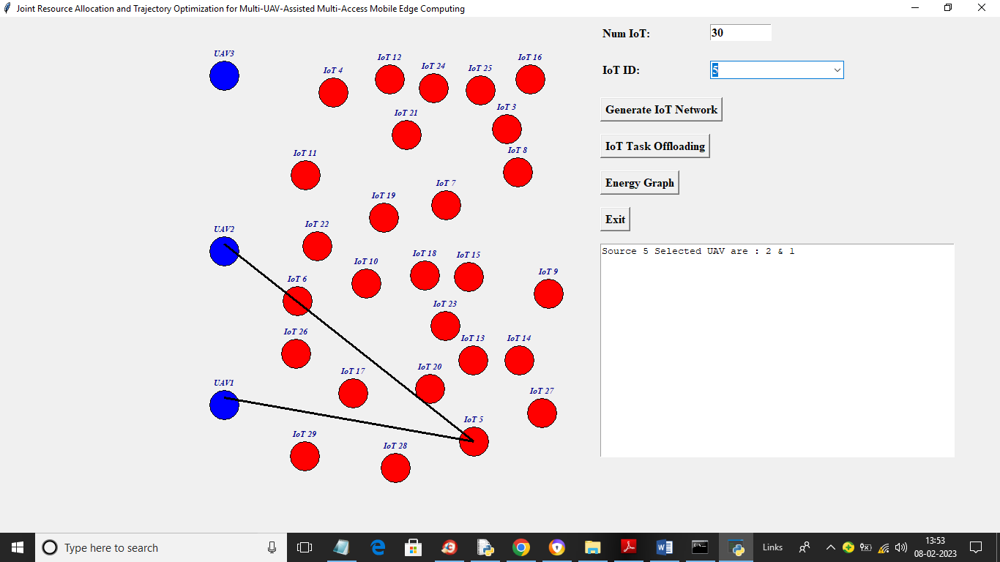 Joint Resource Allocation and Trajectory Optimization for Multi-UAV-Assisted Multi-Access Mobile Edge Computing
Num IoT:
30
IoT ID:
5
Generate IoT Network
IoT Task Offloading
Energy Graph
Exit
Source 5 Selected UAV are : 2 & 1
UAV3
IoT 4
IoT 12
IoT 24
IoT 25
IoT 16
IoT 21
IoT 3
IoT 11
IoT 8
IoT 19
IoT 7
UAV2
IoT 22
IoT 10
IoT 18
IoT 15
IoT 9
IoT 6
IoT 23
IoT 26
IoT 13
IoT 14
IoT 17
IoT 20
UAV1
IoT 27
IoT 5
IoT 29
IoT 28
Type here to search
Links
13:53
08-02-2023